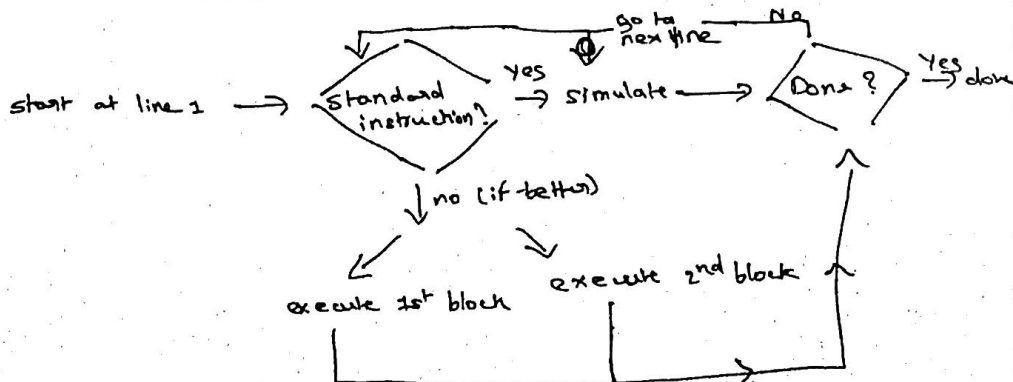 go to
next line
No
start at line 1
standard
instruction?
Yes
simulate
Done?
Yes
done
no (if-better)
execute 1st block
execute 2nd block